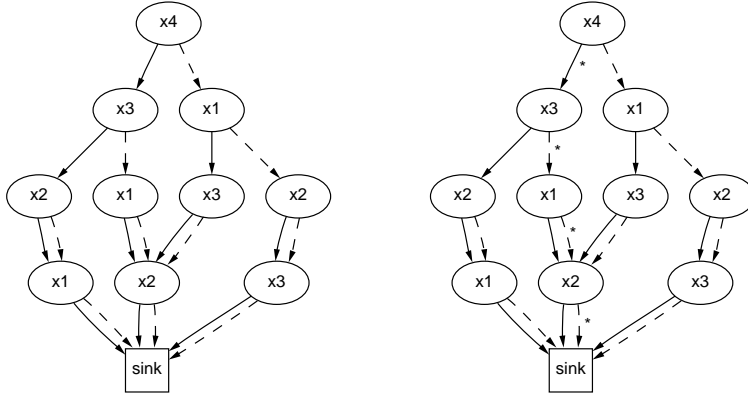 x4 x4
* 
x3 x1 x3 x1
*
x2 x1 x3 x2 x2 x1 x3 x2
*
x1 x2 x3 x1 x2 x3
*
sink sink